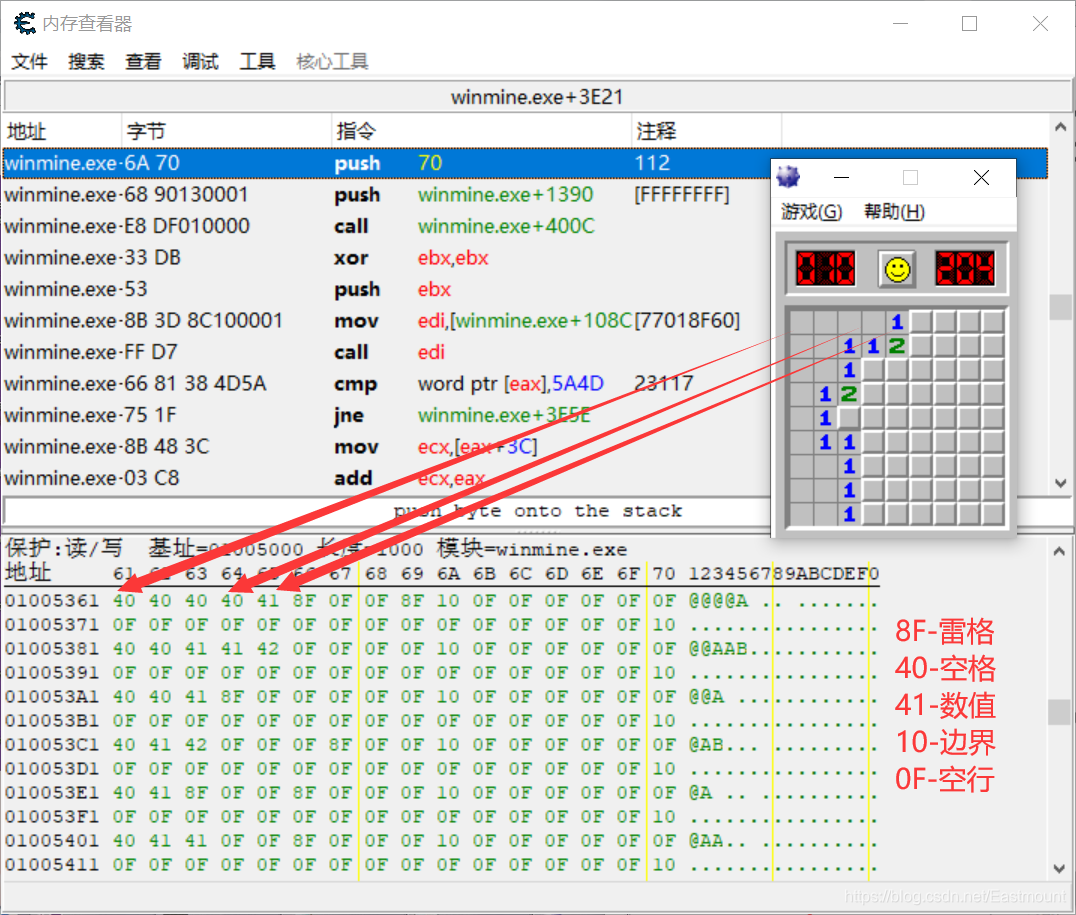 内存查看器
文件 搜索 查看 调试 工具 核心工具
winmine.exe+3E21
地址 字节 指令 注释
winmine.exe-6A 70 push 70 112
winmine.exe-68 90130001 push winmine.exe+1390 [FFFFFFFF]
winmine.exe-E8 DF010000 call winmine.exe+400C
winmine.exe-33 DB xor ebx,ebx
winmine.exe-53 push ebx
winmine.exe-8B 3D 8C100001 mov edi,[winmine.exe+108C [77018F60]
winmine.exe-FF D7 call edi
winmine.exe-66 81 38 4D5A cmp word ptr [eax],5A4D 23117
winmine.exe-75 1F jne winmine.exe+3E5E
winmine.exe-8B 48 3C mov ecx,[eax+3C]
winmine.exe-03 C8 add ecx,eax
push byte onto the stack
游戏(G) 帮助(H)
010 204
1
1 1 2
1
1 2
1
1 1
1
1
1
保护:读/写 基址=01005000 长度=1000 模块=winmine.exe
地址 61 62 63 64 65 66 67 68 69 6A 6B 6C 6D 6E 6F 70 123456789ABCDEF0
01005361 40 40 40 40 41 8F 0F 0F 8F 10 0F 0F 0F 0F 0F 0F @@@@A .. .......
01005371 0F 0F 0F 0F 0F 0F 0F 0F 0F 0F 0F 0F 0F 0F 0F 10 ................
01005381 40 40 41 41 42 0F 0F 0F 0F 10 0F 0F 0F 0F 0F 0F @@AAB...........
01005391 0F 0F 0F 0F 0F 0F 0F 0F 0F 0F 0F 0F 0F 0F 0F 10 ................
010053A1 40 40 41 8F 0F 0F 0F 0F 0F 10 0F 0F 0F 0F 0F 0F @@A ............
010053B1 0F 0F 0F 0F 0F 0F 0F 0F 0F 0F 0F 0F 0F 0F 0F 10 ................
010053C1 40 41 42 0F 0F 0F 8F 0F 0F 10 0F 0F 0F 0F 0F 0F @AB... .........
010053D1 0F 0F 0F 0F 0F 0F 0F 0F 0F 0F 0F 0F 0F 0F 0F 10 ................
010053E1 40 41 8F 0F 0F 8F 0F 0F 0F 10 0F 0F 0F 0F 0F 0F @A .. ..........
010053F1 0F 0F 0F 0F 0F 0F 0F 0F 0F 0F 0F 0F 0F 0F 0F 10 ................
01005401 40 41 41 0F 0F 8F 0F 0F 0F 10 0F 0F 0F 0F 0F 0F @AA.. ..........
01005411 0F 0F 0F 0F 0F 0F 0F 0F 0F 0F 0F 0F 0F 0F 0F 10 ................
8F-雷格
40-空格
41-数值
10-边界
0F-空行
https://blog.csdn.net/Eastmount